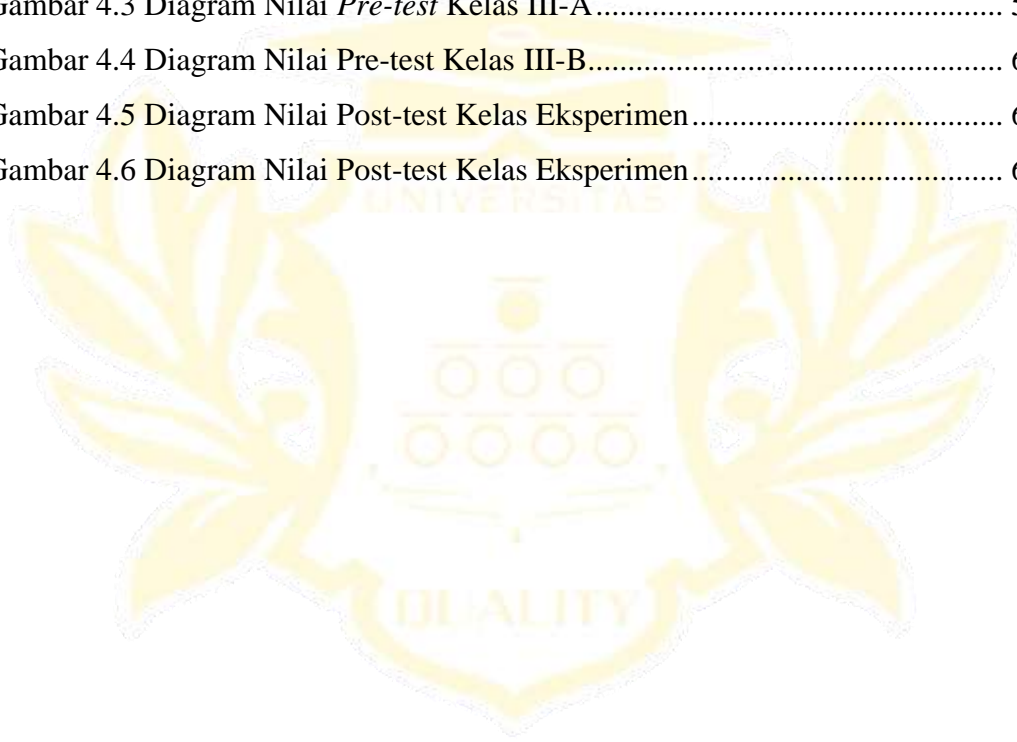 Gambar 4.3 Diagram Nilai Pre-test Kelas III-A.......................................... 5
Gambar 4.4 Diagram Nilai Pre-test Kelas III-B.......................................... 6
Gambar 4.5 Diagram Nilai Post-test Kelas Eksperimen.......................................... 6
Gambar 4.6 Diagram Nilai Post-test Kelas Eksperimen.......................................... 6
UNIVERSITAS
QUALITY